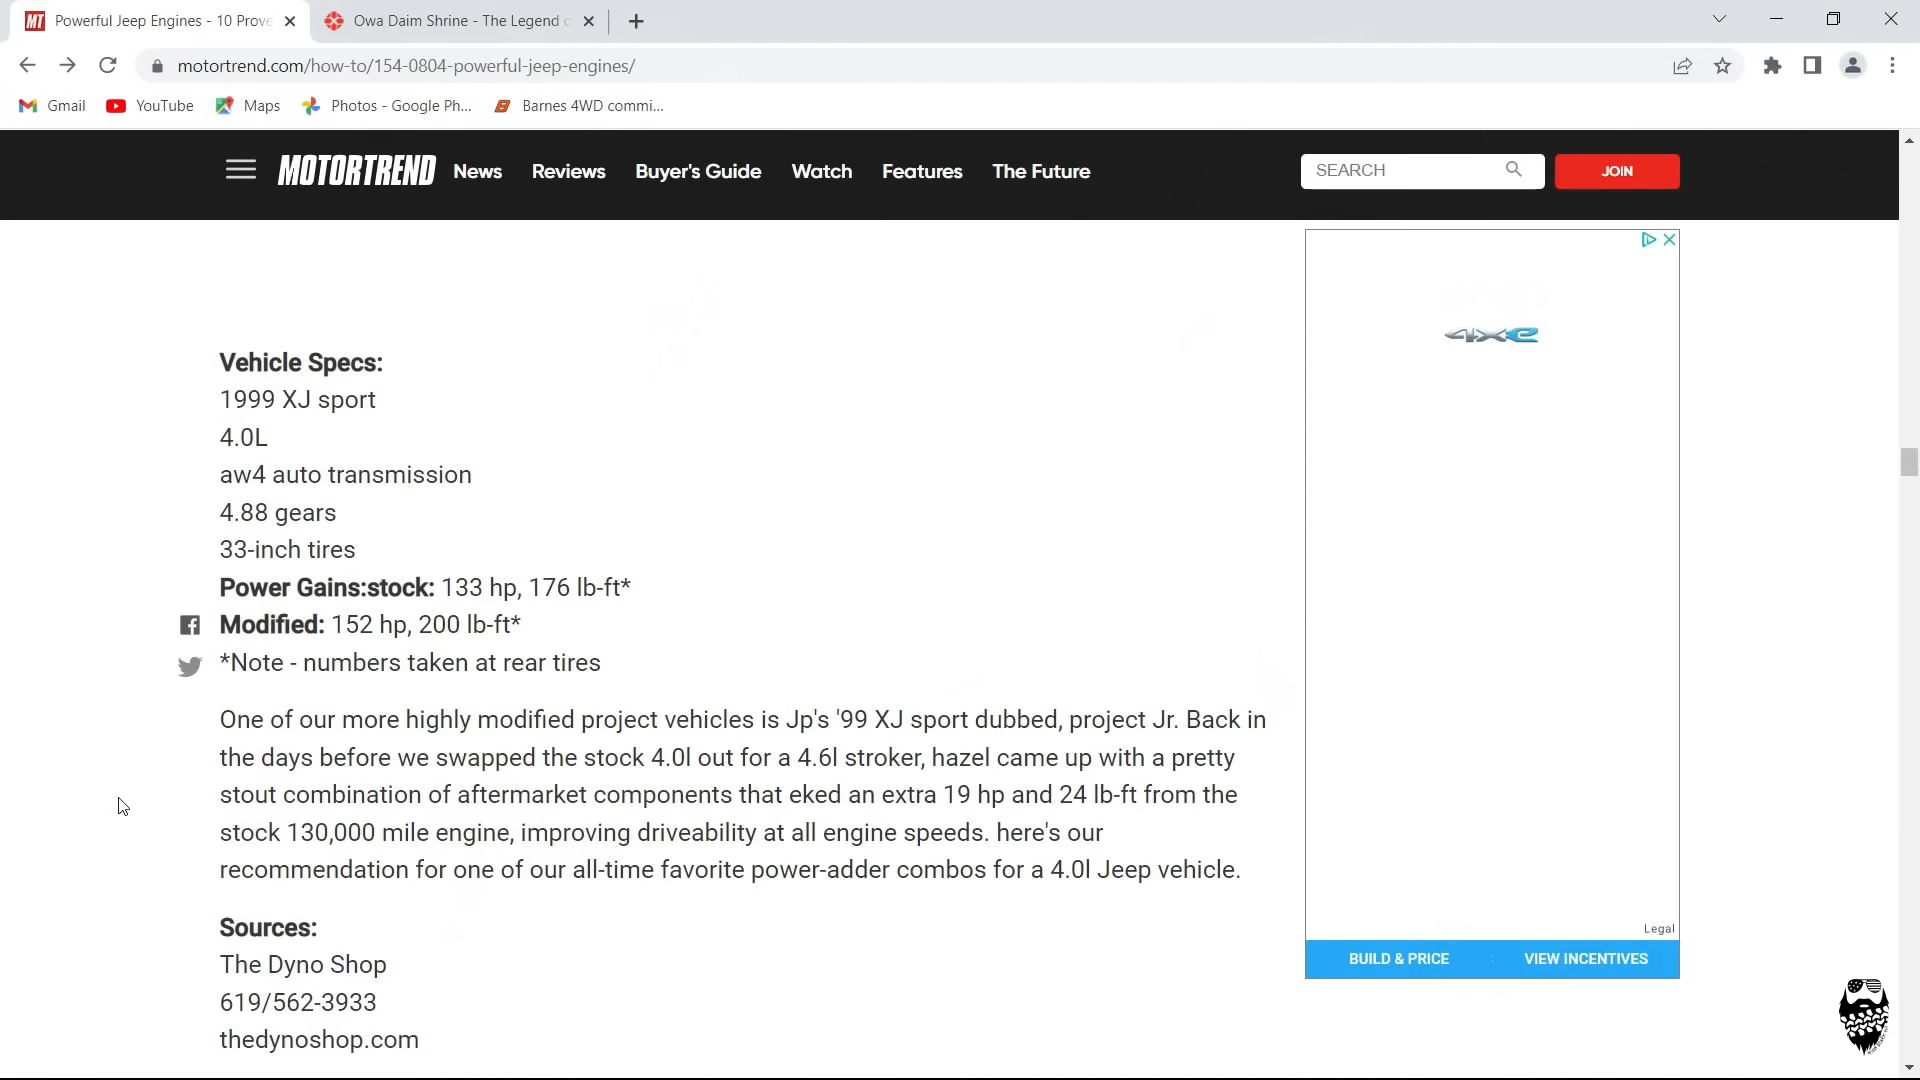 Powerful Jeep Engines - 10 Prove
Owa Daim Shrine - The Legend o
motortrend.com/how-to/154-0804-powerful-jeep-engines/
Gmail YouTube Maps Photos - Google Ph... Barnes 4WD commi...
MOTORTREND News Reviews Buyer's Guide Watch Features The Future SEARCH JOIN
4xe
Vehicle Specs:
1999 XJ sport
4.0L
aw4 auto transmission
4.88 gears
33-inch tires
Power Gains:stock: 133 hp, 176 lb-ft*
Modified: 152 hp, 200 lb-ft*
*Note - numbers taken at rear tires
One of our more highly modified project vehicles is Jp's '99 XJ sport dubbed, project Jr. Back in
the days before we swapped the stock 4.0l out for a 4.6l stroker, hazel came up with a pretty
stout combination of aftermarket components that eked an extra 19 hp and 24 lb-ft from the
stock 130,000 mile engine, improving driveability at all engine speeds. here's our
recommendation for one of our all-time favorite power-adder combos for a 4.0l Jeep vehicle.
Sources:
The Dyno Shop
619/562-3933
thedynoshop.com
Legal
BUILD & PRICE VIEW INCENTIVES